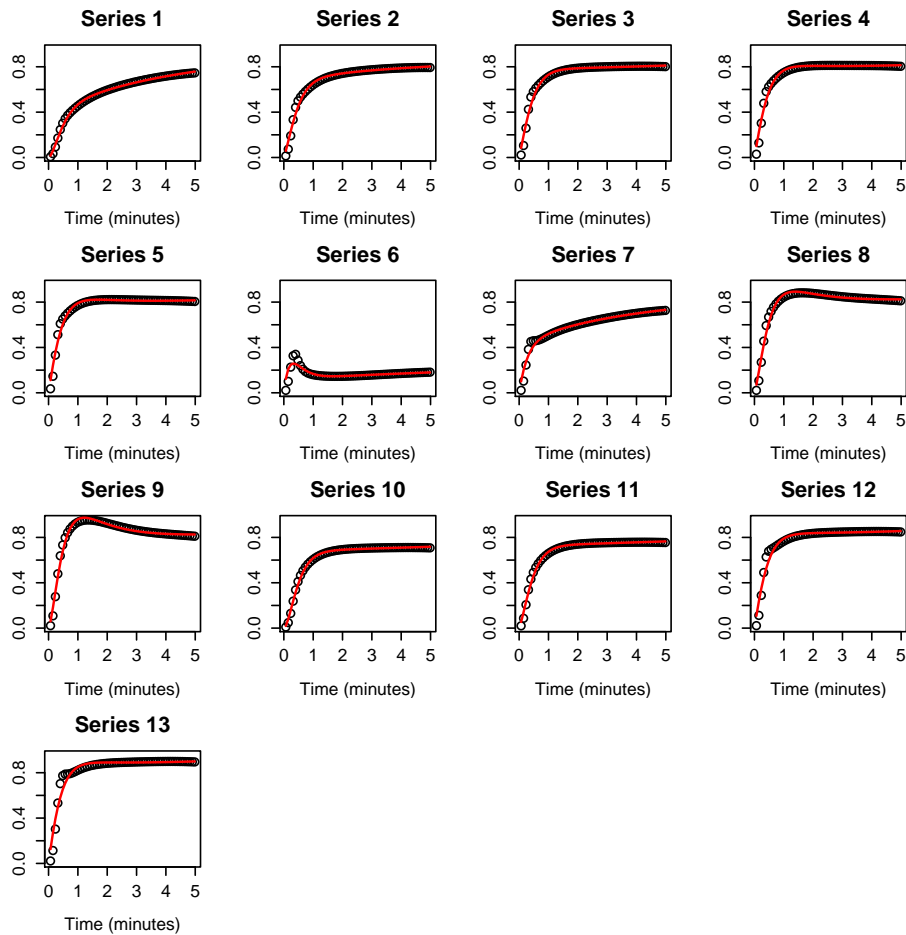 Series 1 Series 2 Series 3 Series 4
0.0 0.4 0.8 0.0 0.4 0.8 0.0 0.4 0.8 0.0 0.4 0.8
0 1 2 3 4 5 0 1 2 3 4 5 0 1 2 3 4 5 0 1 2 3 4 5
Time (minutes) Time (minutes) Time (minutes) Time (minutes)
Series 5 Series 6 Series 7 Series 8
0.0 0.4 0.8 0.0 0.4 0.8 0.0 0.4 0.8 0.0 0.4 0.8
0 1 2 3 4 5 0 1 2 3 4 5 0 1 2 3 4 5 0 1 2 3 4 5
Time (minutes) Time (minutes) Time (minutes) Time (minutes)
Series 9 Series 10 Series 11 Series 12
0.0 0.4 0.8 0.0 0.4 0.8 0.0 0.4 0.8 0.0 0.4 0.8
0 1 2 3 4 5 0 1 2 3 4 5 0 1 2 3 4 5 0 1 2 3 4 5
Time (minutes) Time (minutes) Time (minutes) Time (minutes)
Series 13
0.0 0.4 0.8
0 1 2 3 4 5
Time (minutes)